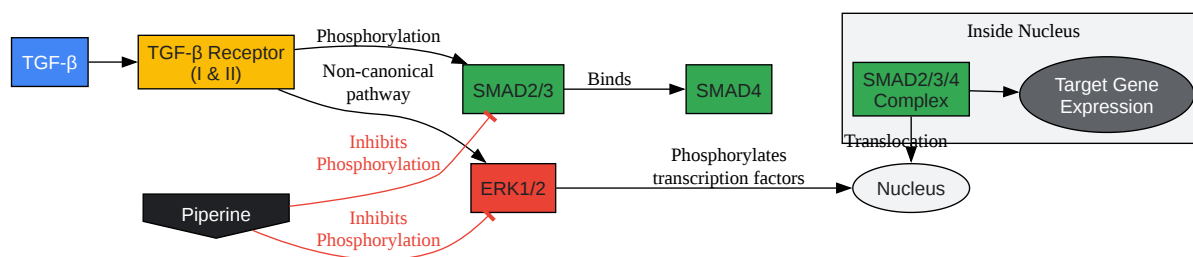 TGF-β
TGF-β Receptor
(I & II)
Phosphorylation
Non-canonical
pathway
SMAD2/3
Binds
SMAD4
Inside Nucleus
SMAD2/3/4
Complex
Target Gene
Expression
Translocation
Inhibits
Phosphorylation
ERK1/2
Phosphorylates
transcription factors
Nucleus
Piperine
Inhibits
Phosphorylation